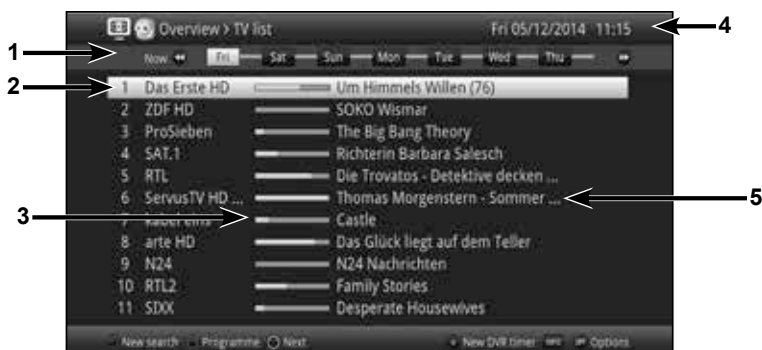 Overview > TV list Fri 05/12/2014 11:15 4
1 Now Fri Sat Sun Mon Tue Wed Thu
2 1 Das Erste HD Um Himmels Willen (76)
2 ZDF HD SOKO Wismar
3 ProSieben The Big Bang Theory
4 SAT.1 Richterin Barbara Salesch
5 RTL Die Trovatos - Detektive decken ...
6 ServusTV HD ... Thomas Morgenstern - Sommer ... 5
3 7 kabel eins Castle
8 arte HD Das Glück liegt auf dem Teller
9 N24 N24 Nachrichten
10 RTL2 Family Stories
11 SIXX Desperate Housewives
New search Programme Next New DVR timer Options